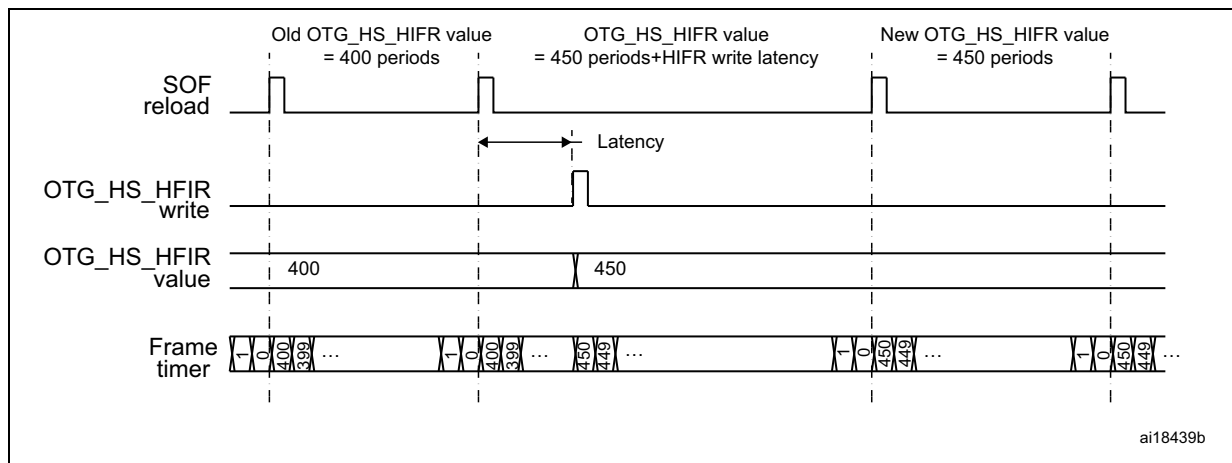 Old OTG_HS_HIFR value
= 400 periods
OTG_HS_HIFR value
= 450 periods+HIFR write latency
New OTG_HS_HIFR value
= 450 periods
SOF
reload
Latency
OTG_HS_HFIR
write
OTG_HS_HFIR
value
400
450
Frame
timer
1 0 400 399 ... 1 0 400 399 ... 450 449 ... 1 0 450 449 ... 1 0 450 449 ...
ai18439b